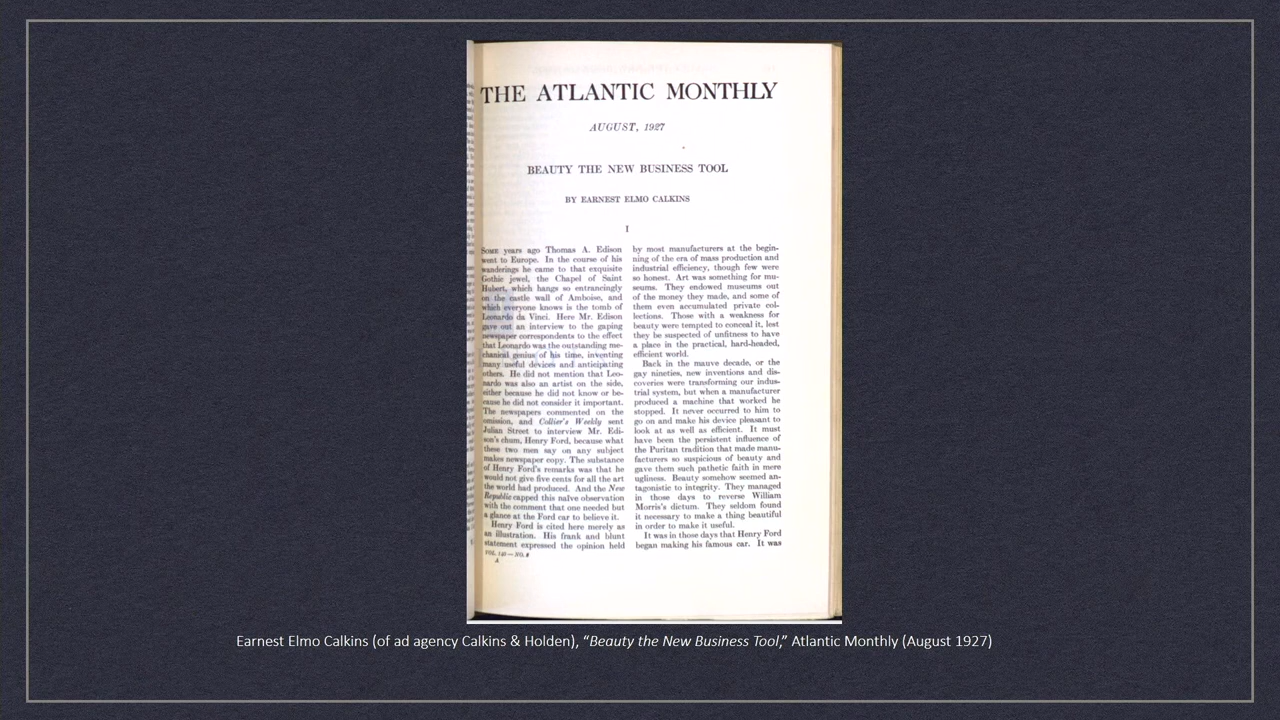 THE ATLANTIC MONTHLY
AUGUST, 1927
BEAUTY THE NEW BUSINESS TOOL
BY EARNEST ELMO CALKINS
I
SOME years ago Thomas A. Edison
went to Europe. In the course of his
wanderings he came to that exquisite
Gothic jewel, the Chapel of Saint
Hubert, which hangs so entrancingly
on the castle wall of Amboise, and
which everyone knows is the tomb of
Leonardo da Vinci. Here Mr. Edison
gave out an interview to the gaping
newspaper correspondents to the effect
that Leonardo was the outstanding me-
chanical genius of his time, inventing
many useful devices and anticipating
others. He did not mention that Leo-
nardo was also an artist on the side,
either because he did not know or be-
cause he did not consider it important.
The newspapers commented on the
omission, and Collier's Weekly sent
Julian Street to interview Mr. Edi-
son's chum, Henry Ford, because what
these two men say on any subject
makes newspaper copy. The substance
of Henry Ford's remarks was that he
would not give five cents for all the art
the world had produced. And the New
Republic capped this naïve observation
with the comment that one needed but
a glance at the Ford car to believe it.
Henry Ford is cited here merely as
an illustration. His frank and blunt
statement expressed the opinion held
VOL. 140 — NO. 2
A
by most manufacturers at the begin-
ning of the era of mass production and
industrial efficiency, though few were
so honest. Art was something for mu-
seums. They endowed museums out
of the money they made, and some of
them even accumulated private col-
lections. Those with a weakness for
beauty were tempted to conceal it, lest
they be suspected of unfitness to have
a place in the practical, hard-headed,
efficient world.
Back in the mauve decade, or the
gay nineties, new inventions and dis-
coveries were transforming our indus-
trial system, but when a manufacturer
produced a machine that worked he
stopped. It never occurred to him to
go on and make his device pleasant to
look at as well as efficient. It must
have been the persistent influence of
the Puritan tradition that made manu-
facturers so suspicious of beauty and
gave them such pathetic faith in mere
ugliness. Beauty somehow seemed an-
tagonistic to integrity. They managed
in those days to reverse William
Morris's dictum. They seldom found
it necessary to make a thing beautiful
in order to make it useful.
It was in those days that Henry Ford
began making his famous car. It was
Earnest Elmo Calkins (of ad agency Calkins & Holden), “Beauty the New Business Tool,” Atlantic Monthly (August 1927)